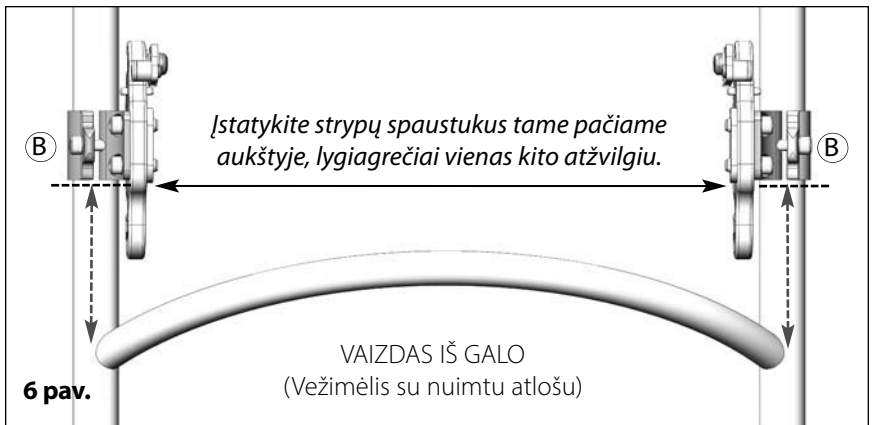 Įstatykite strypų spaustukus tame pačiame
aukštyje, lygiagrečiai vienas kito atžvilgiu.
B
B
VAIZDAS IŠ GALO
(Vežimėlis su nuimtu atlošu)
6 pav.